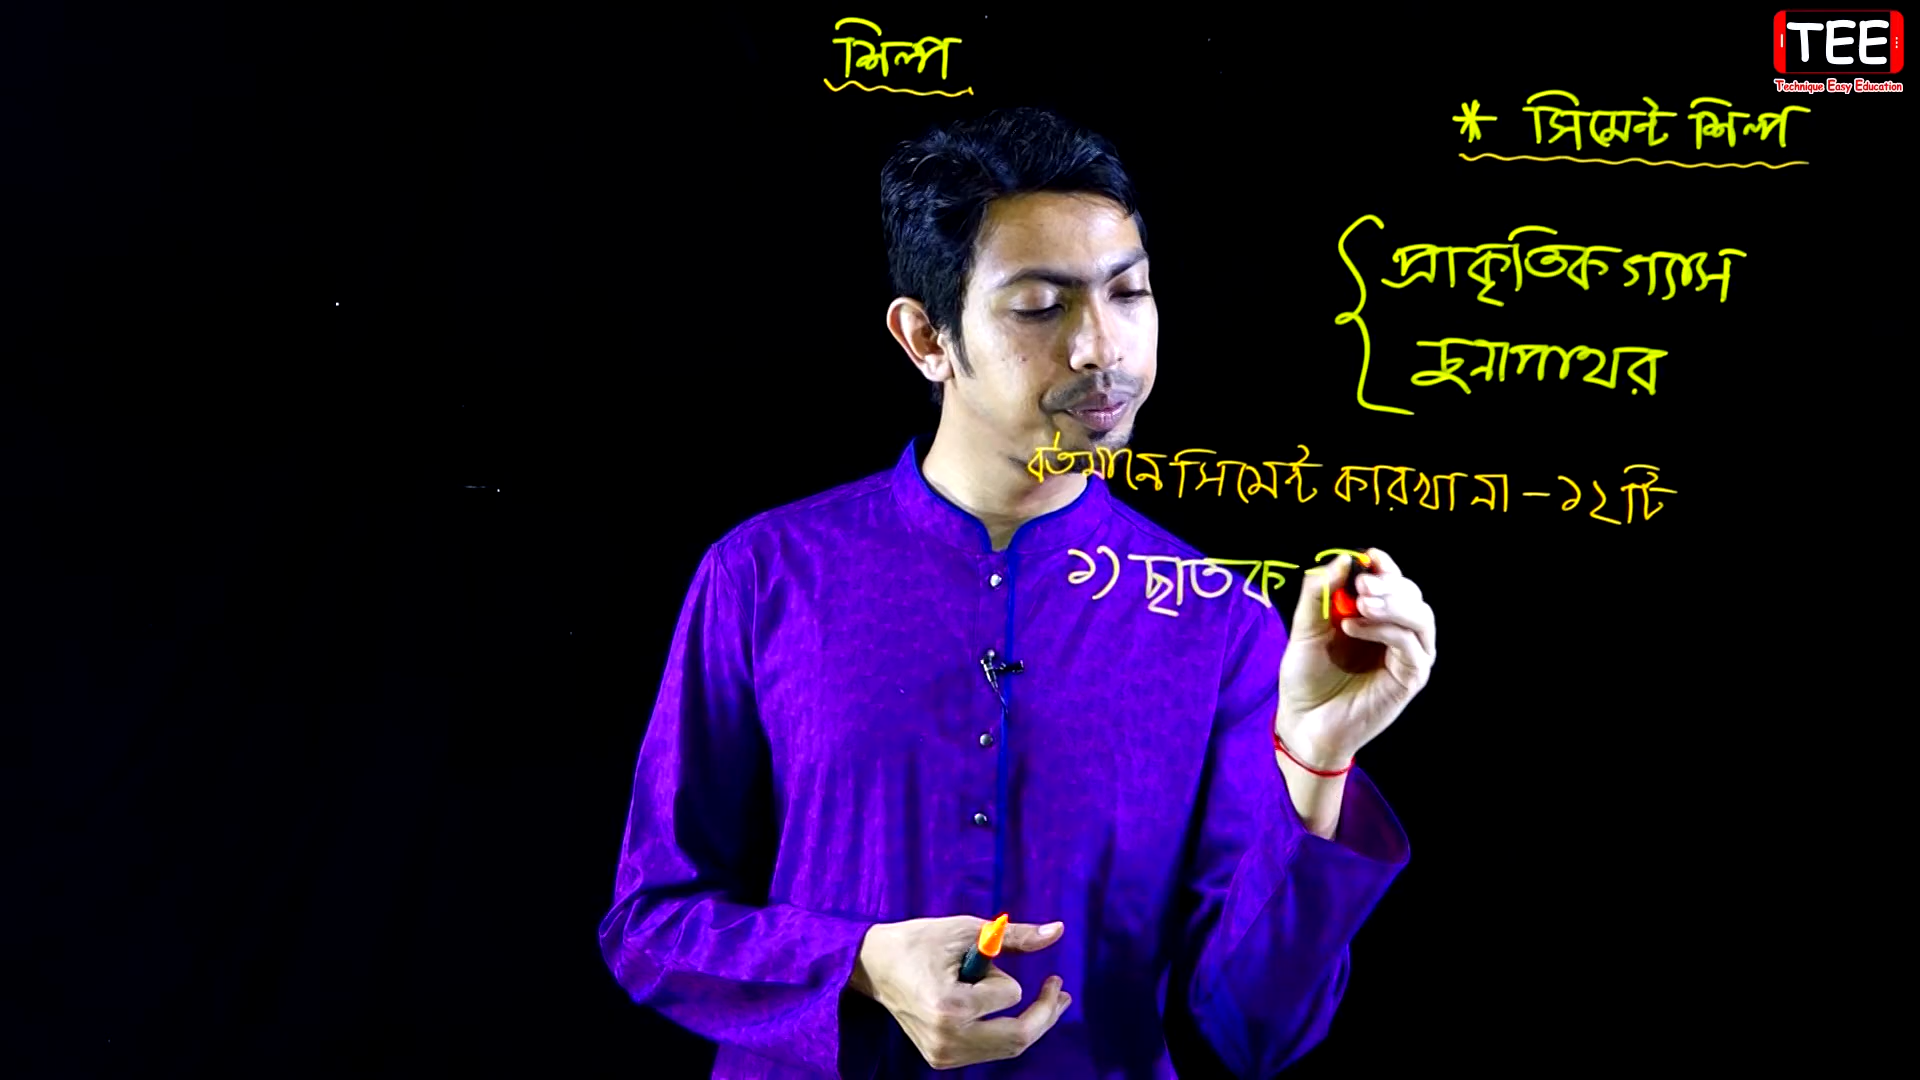 শিল্প
TEE
Technique Easy Education
* সিমেন্ট শিল্প
প্রাকৃতিক গ্যাস
চুনাপাথর
বর্তমানে সিমেন্ট কারখানা - ১২টি
১) ছাতক